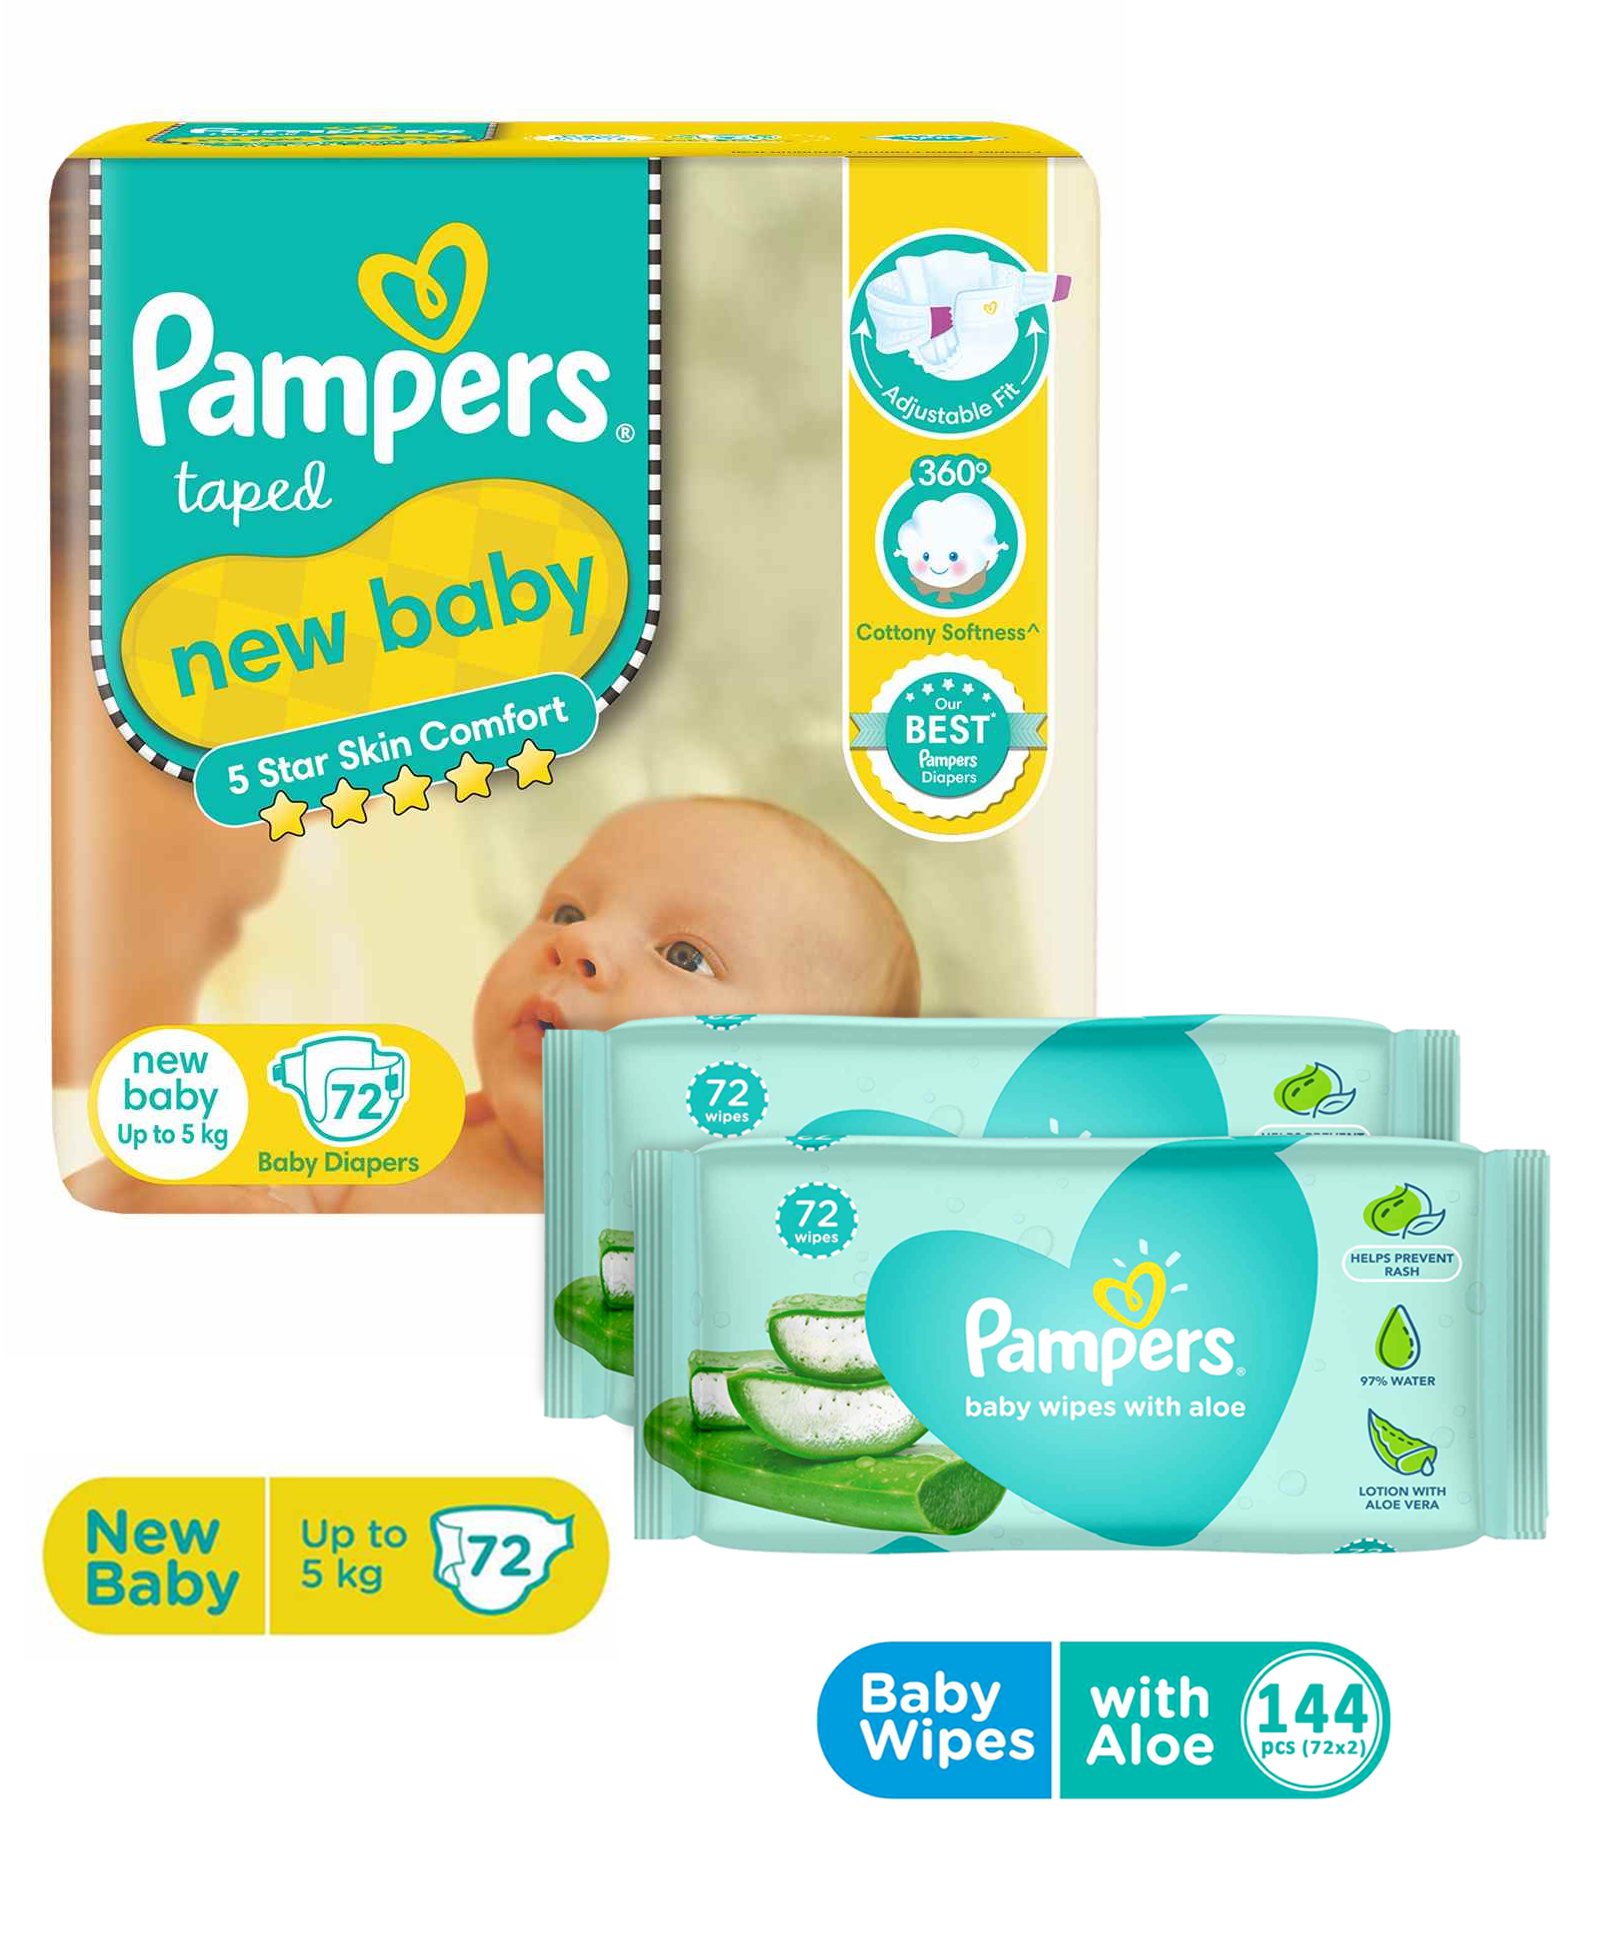 Pampers®
taped
new baby
5 Star Skin Comfort
Adjustable Fit
360°
Cottony Softness^
Our
BEST*
Pampers
Diapers
new
baby
Up to 5 kg
72
Baby Diapers
72
wipes
72
wipes
Pampers®
baby wipes with aloe
HELPS PREVENT
RASH
97% WATER
LOTION WITH
ALOE VERA
New
Baby
Up to
5 kg
72
Baby
Wipes
with
Aloe
144
pcs (72x2)